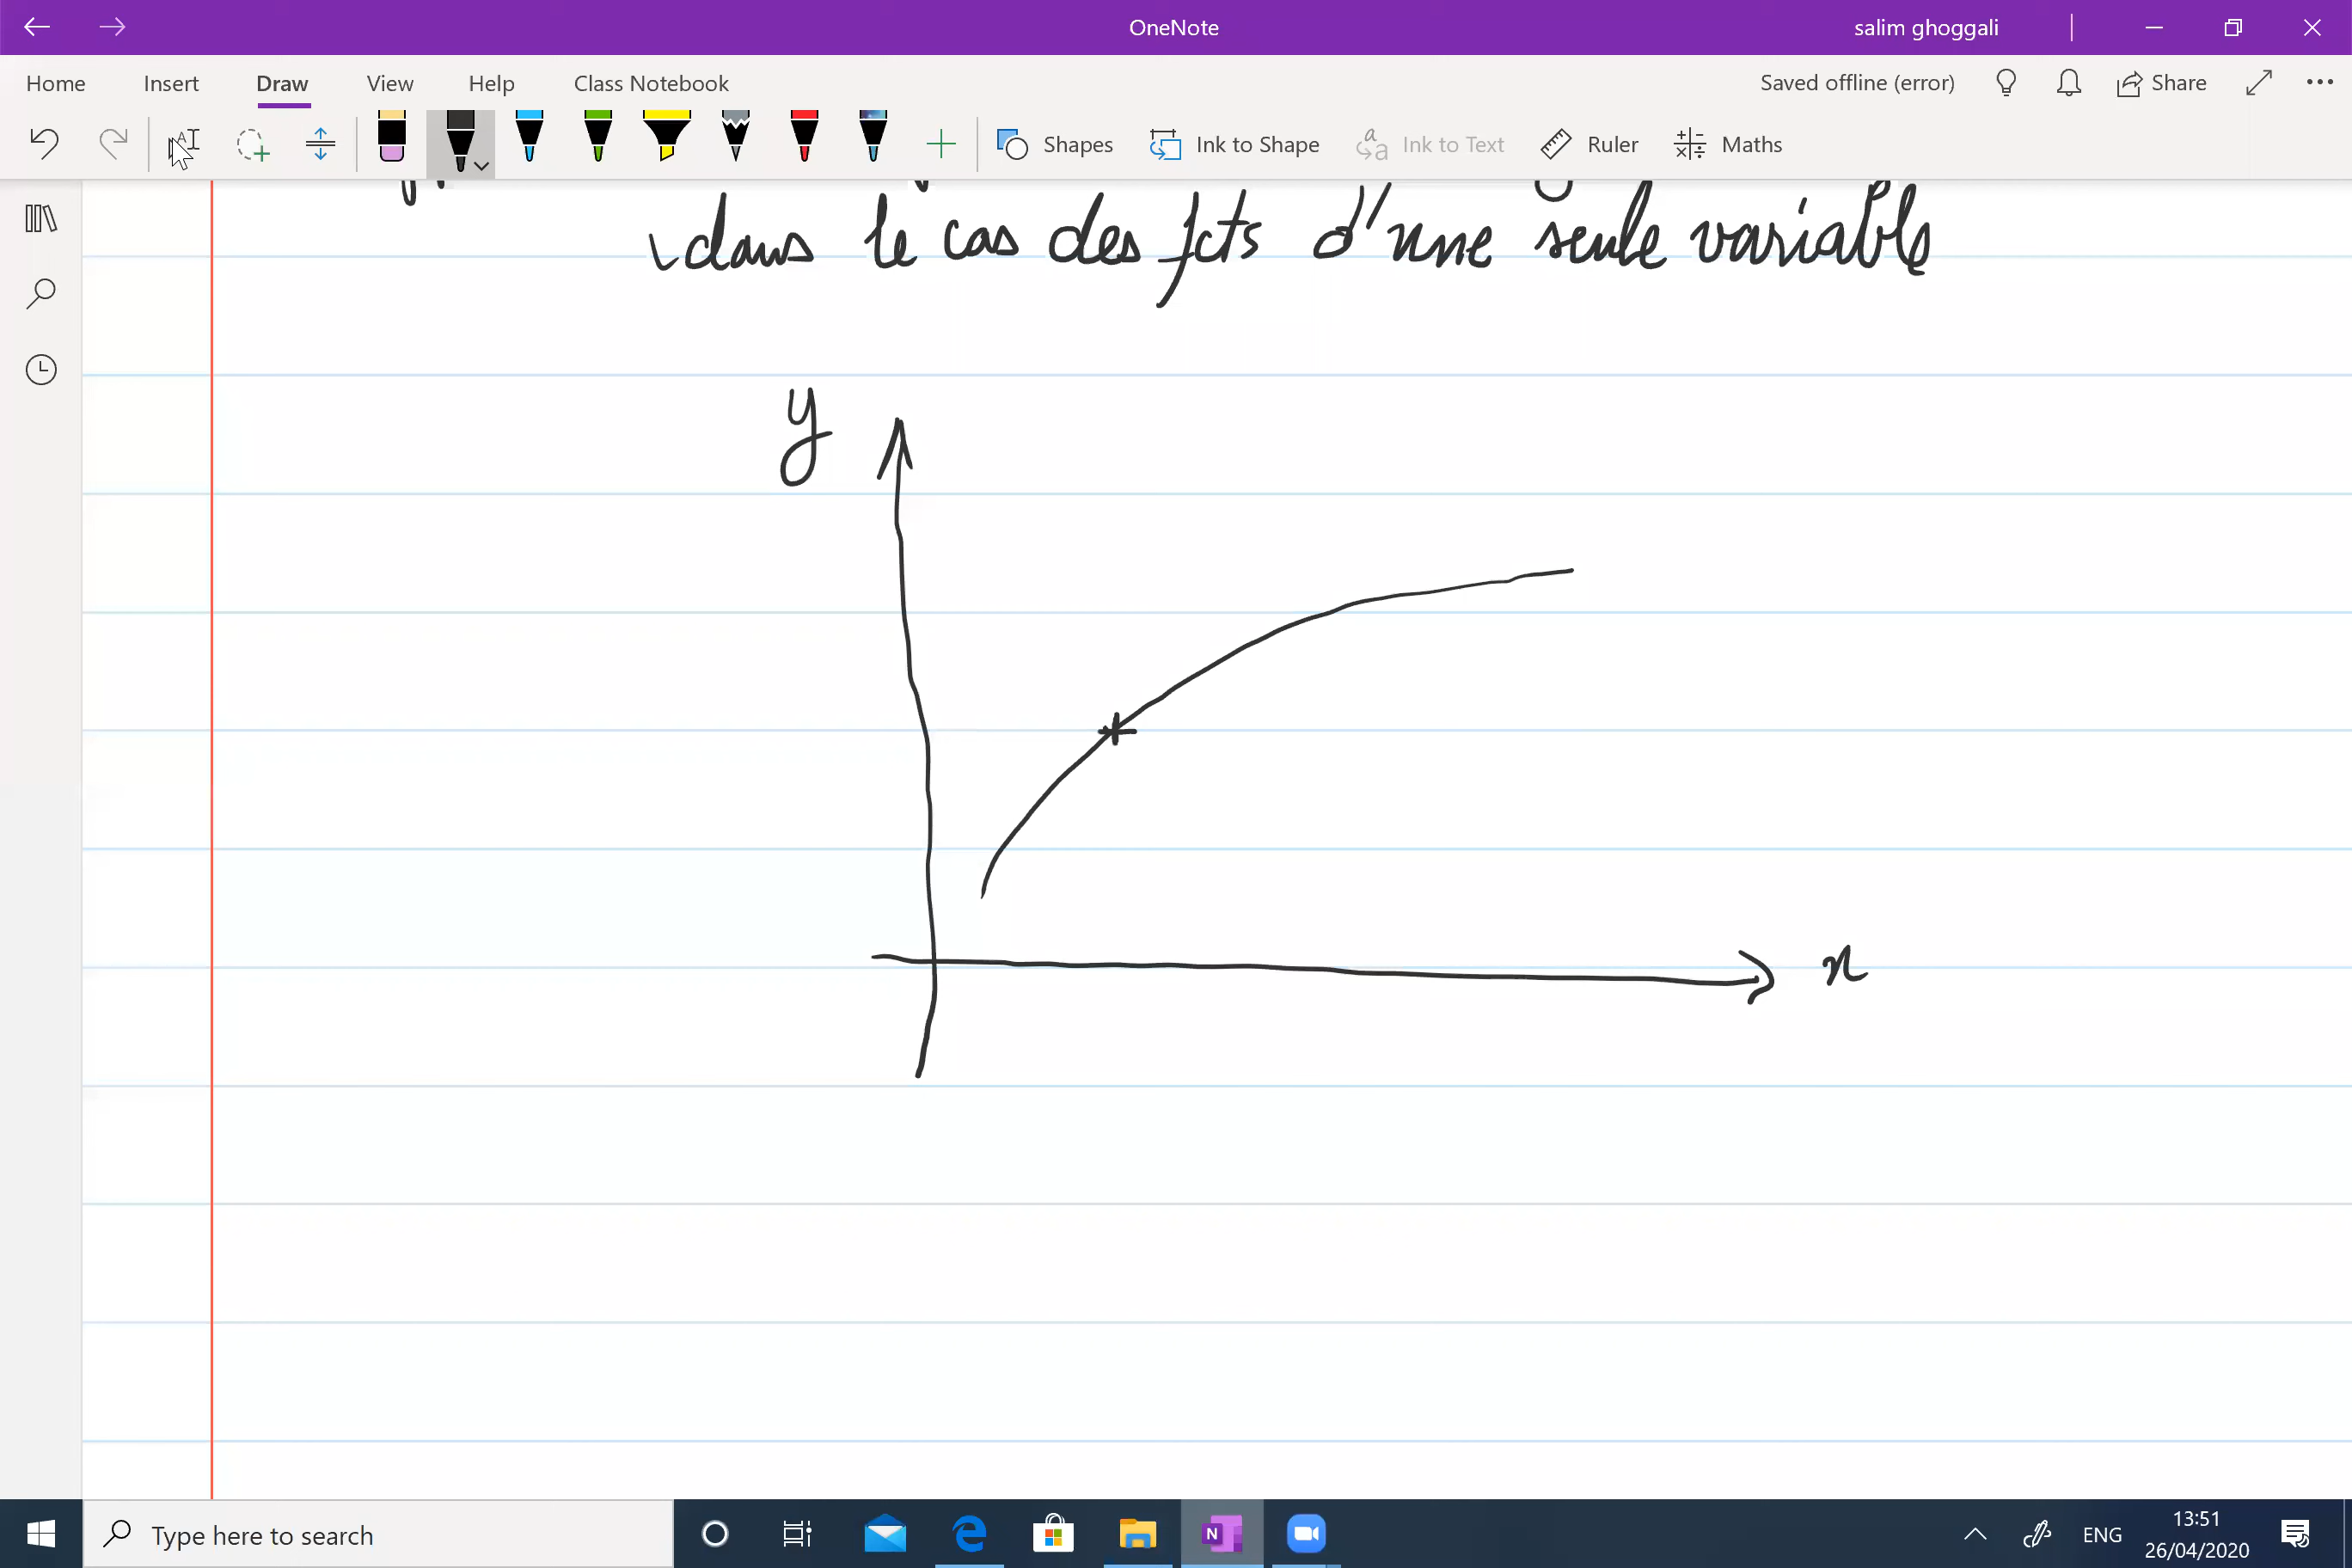 OneNote
salim ghoggali
Home Insert Draw View Help Class Notebook
Saved offline (error)
Share
Shapes Ink to Shape Ink to Text Ruler Maths
dans le cas des fcts d'une seule variable
y
x
Type here to search
ENG
13:51
26/04/2020